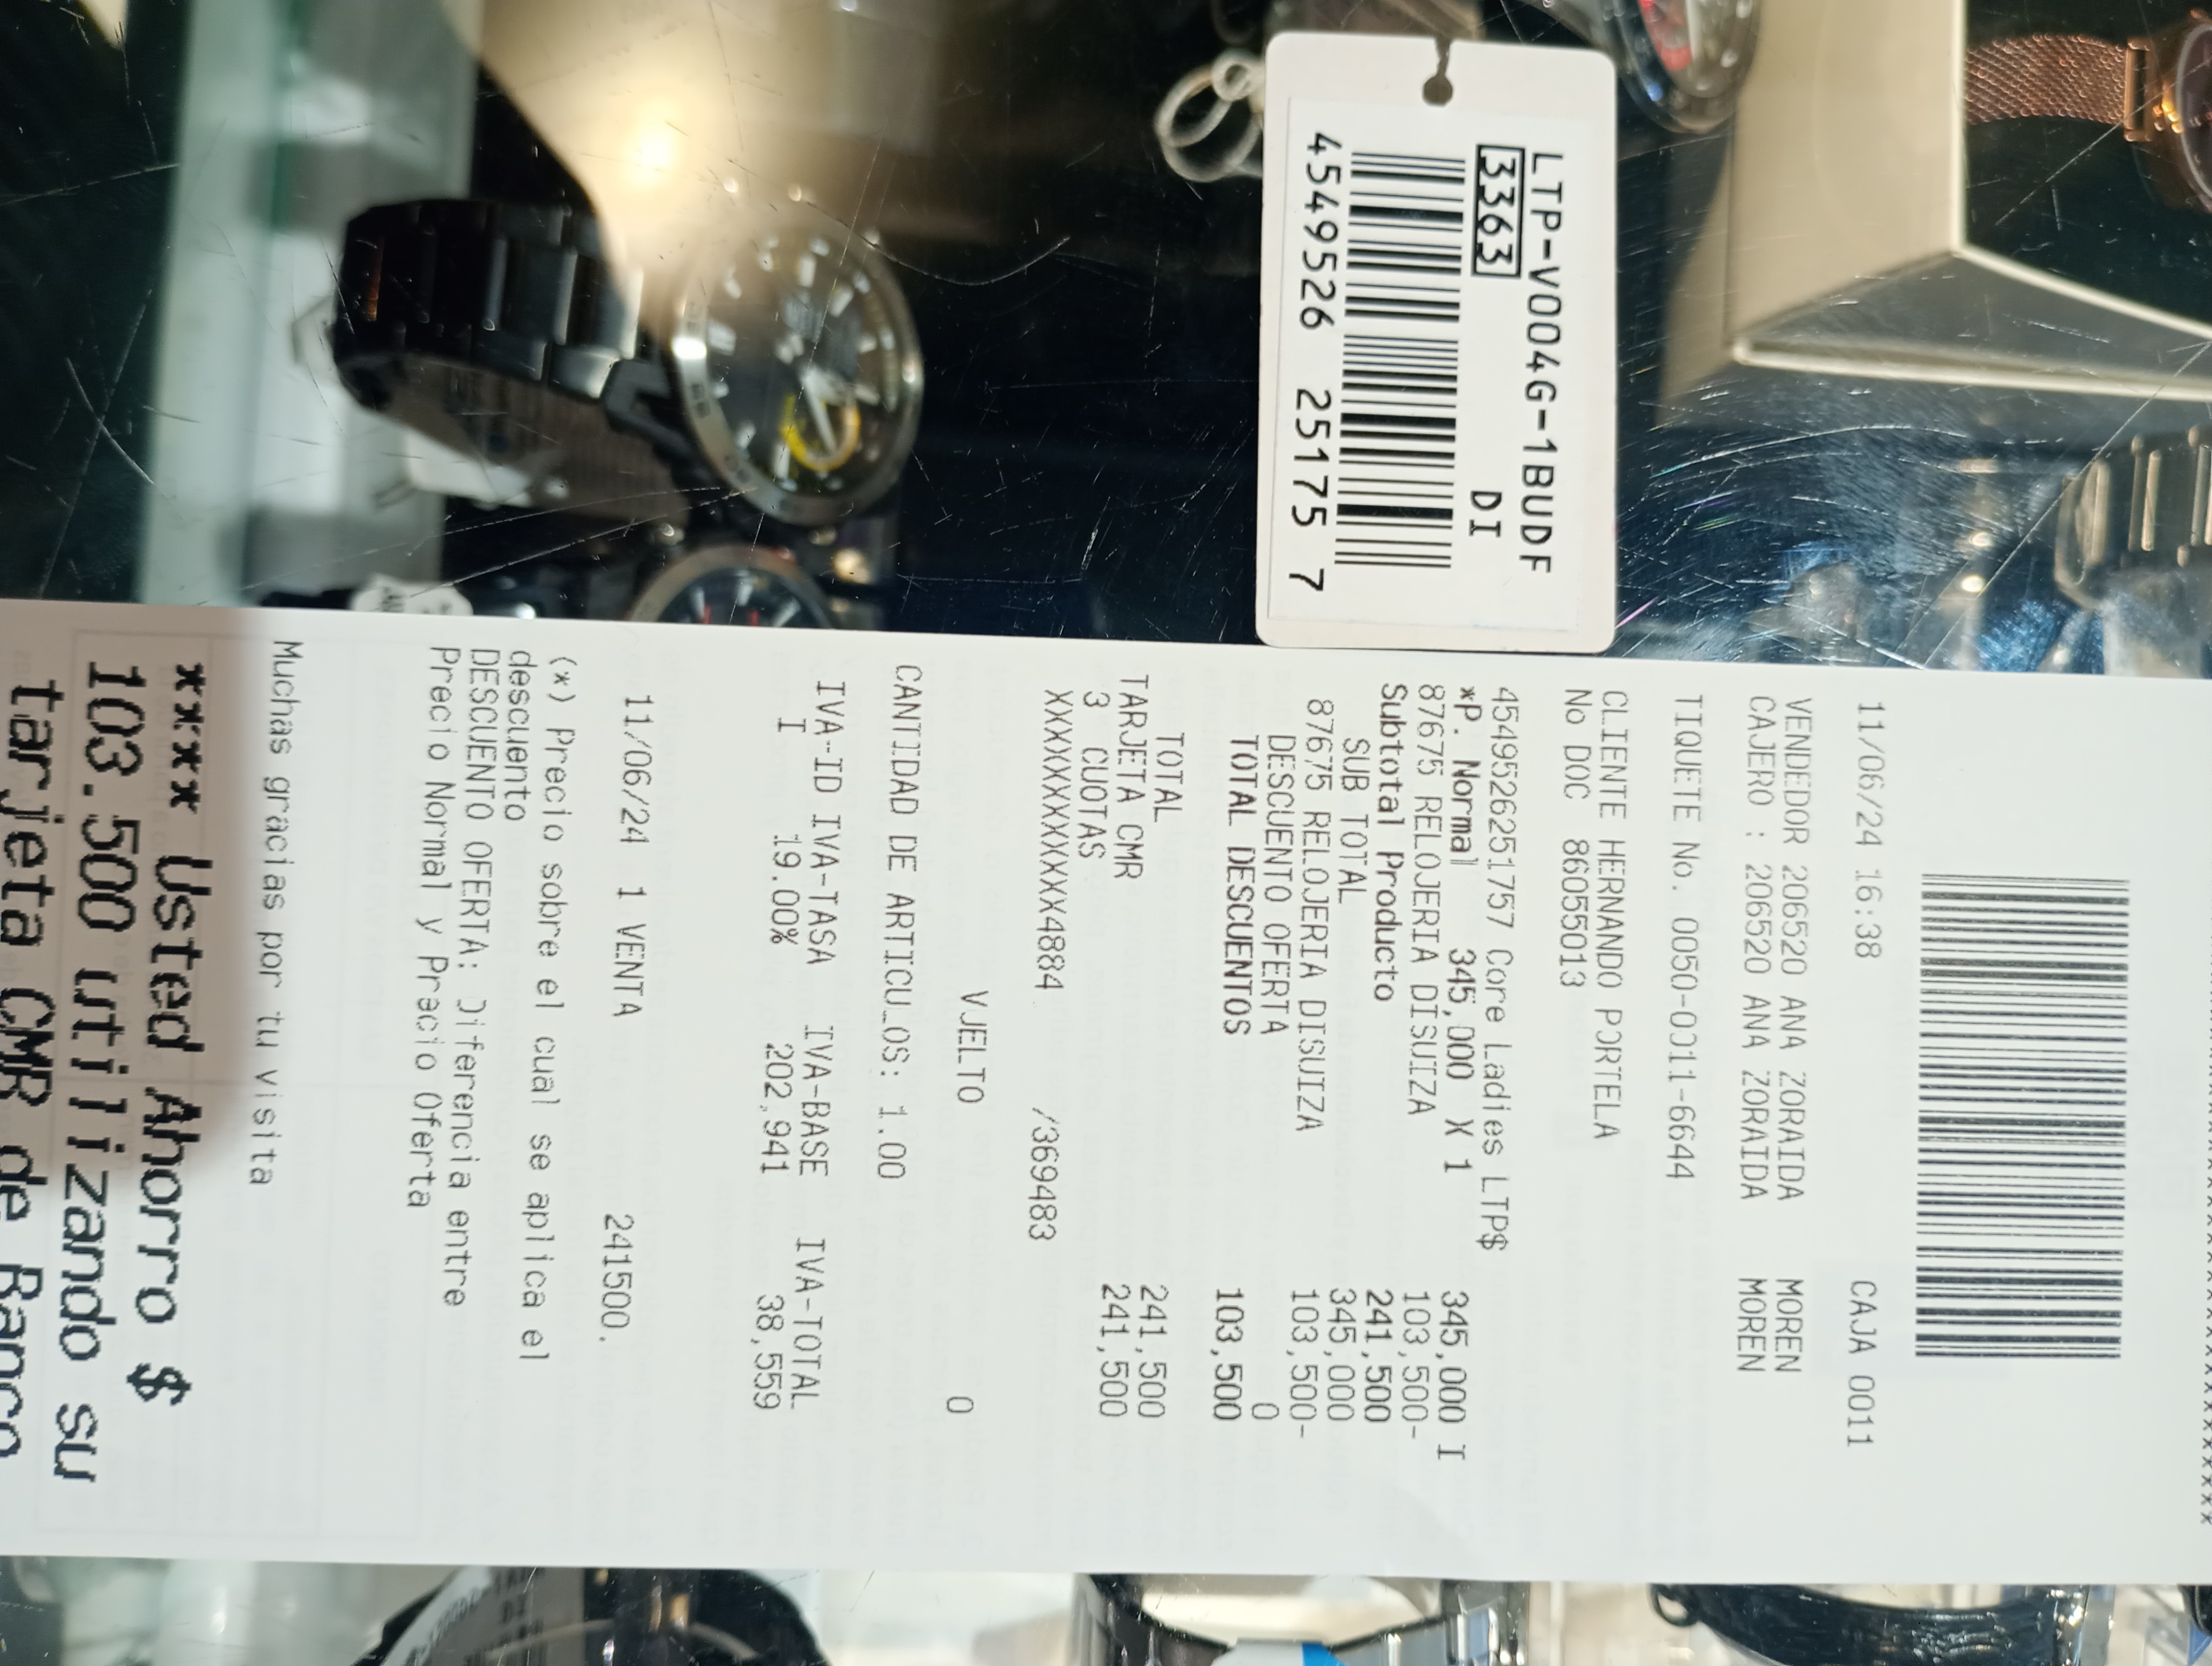 LTP-V004G-1BUDF
3363 DI
4549526 25175 7
11/06/24 16:38 CAJA 0011
VENDEDOR 206520 ANA ZORAIDA MOREN
CAJERO : 206520 ANA ZORAIDA MOREN
TIQUETE No. 0050-0011-6644
CLIENTE HERNANDO PORTELA
No DOC 86055013
4549526251757 Core Ladies LTP$
*P. Normal 345,000 X 1 345,000 I
87675 RELOJERIA DISUIZA 103,500-
Subtotal Producto 241,500
SUB TOTAL 345,000
87675 RELOJERIA DISUIZA 103,500-
DESCUENTO OFERTA 0
TOTAL DESCUENTOS 103,500
TOTAL 241,500
TARJETA CMR 241,500
3 CUOTAS
XXXXXXXXXXXX4884 /369483
VUELTO 0
CANTIDAD DE ARTICULOS: 1.00
IVA-ID IVA-TASA IVA-BASE IVA-TOTAL
I 19.00% 202,941 38,559
11/06/24 1 VENTA 241500.
(*) Precio sobre el cual se aplica el
descuento
DESCUENTO OFERTA: Diferencia entre
Precio Normal y Precio Oferta
Muchas gracias por tu visita
**** Usted Ahorro $
103.500 utilizando su
tarjeta CMR de Banco